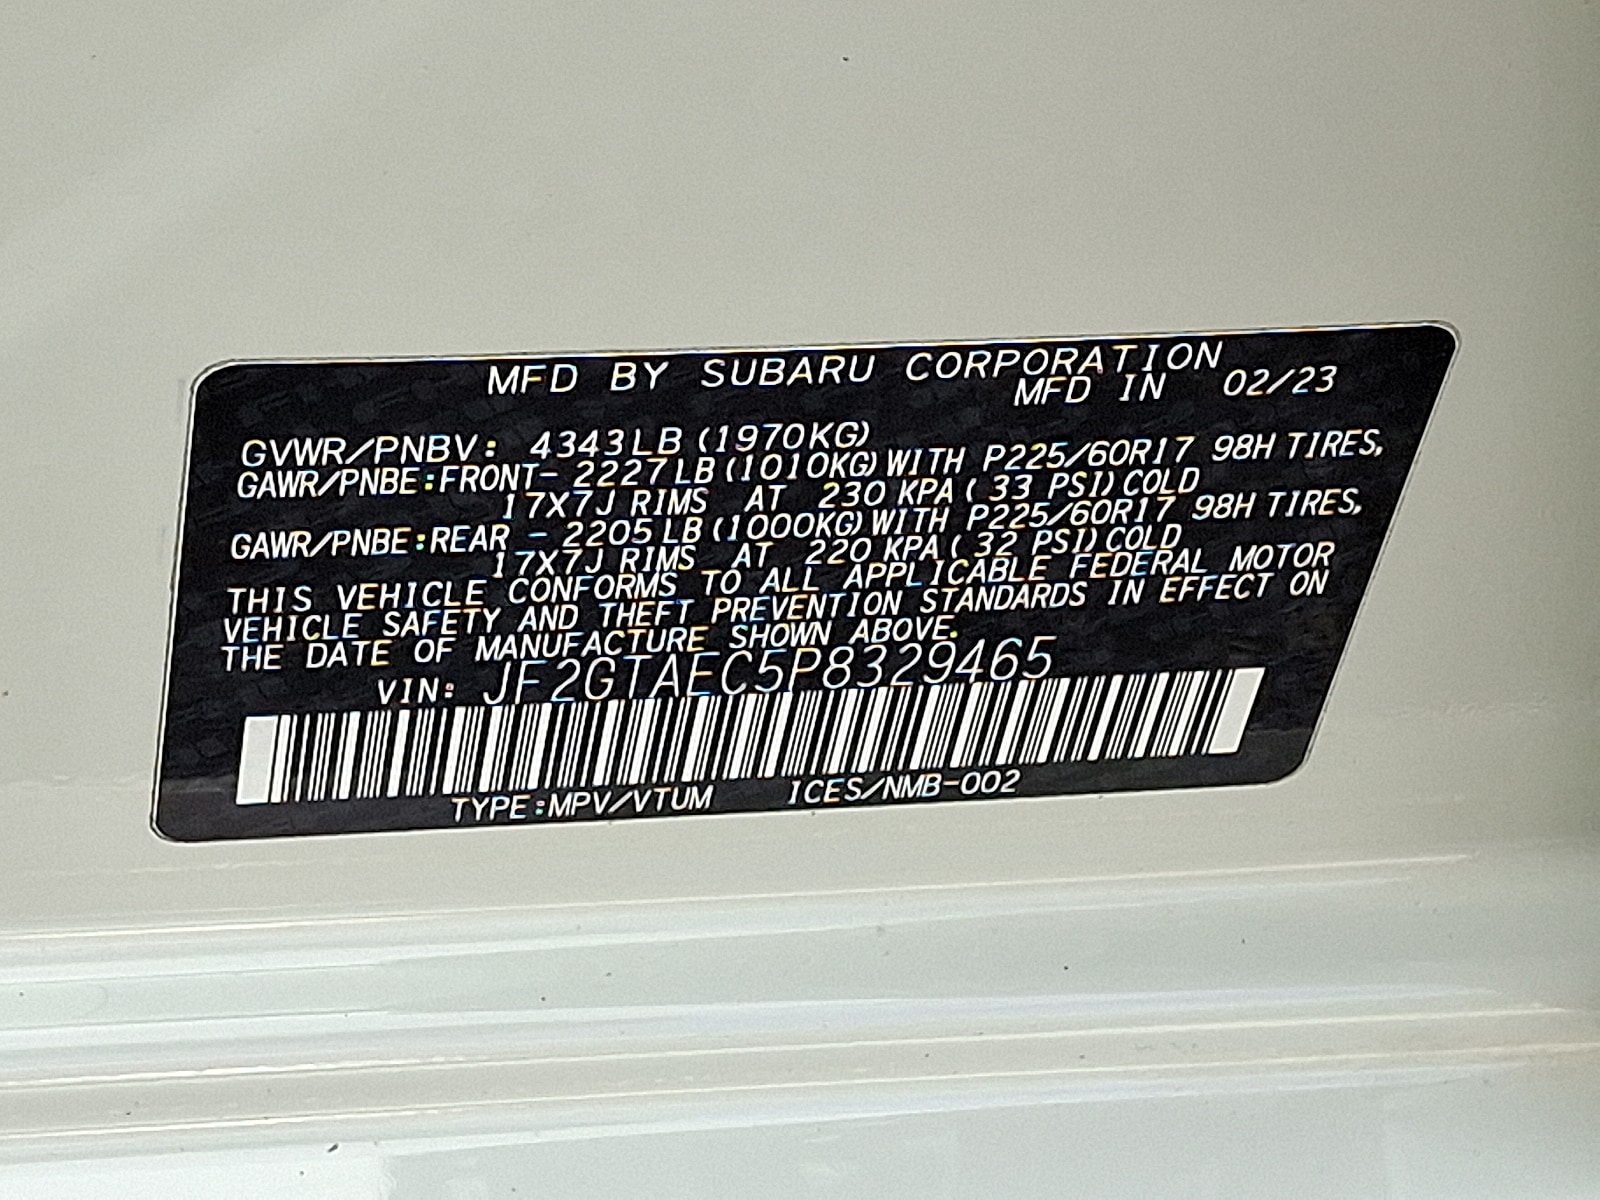 MFD BY SUBARU CORPORATION
MFD IN 02/23
GVWR/PNBV: 4343LB (1970KG)
GAWR/PNBE:FRONT- 2227LB (1010KG) WITH P225/60R17 98H TIRES,
17X7J RIMS AT 230 KPA ( 33 PSI) COLD
GAWR/PNBE:REAR - 2205LB (1000KG) WITH P225/60R17 98H TIRES,
17X7J RIMS AT 220 KPA ( 32 PSI) COLD
THIS VEHICLE CONFORMS TO ALL APPLICABLE FEDERAL MOTOR
VEHICLE SAFETY AND THEFT PREVENTION STANDARDS IN EFFECT ON
THE DATE OF MANUFACTURE SHOWN ABOVE.
VIN: JF2GTAEC5P8329465
TYPE:MPV/VTUM ICES/NMB-002